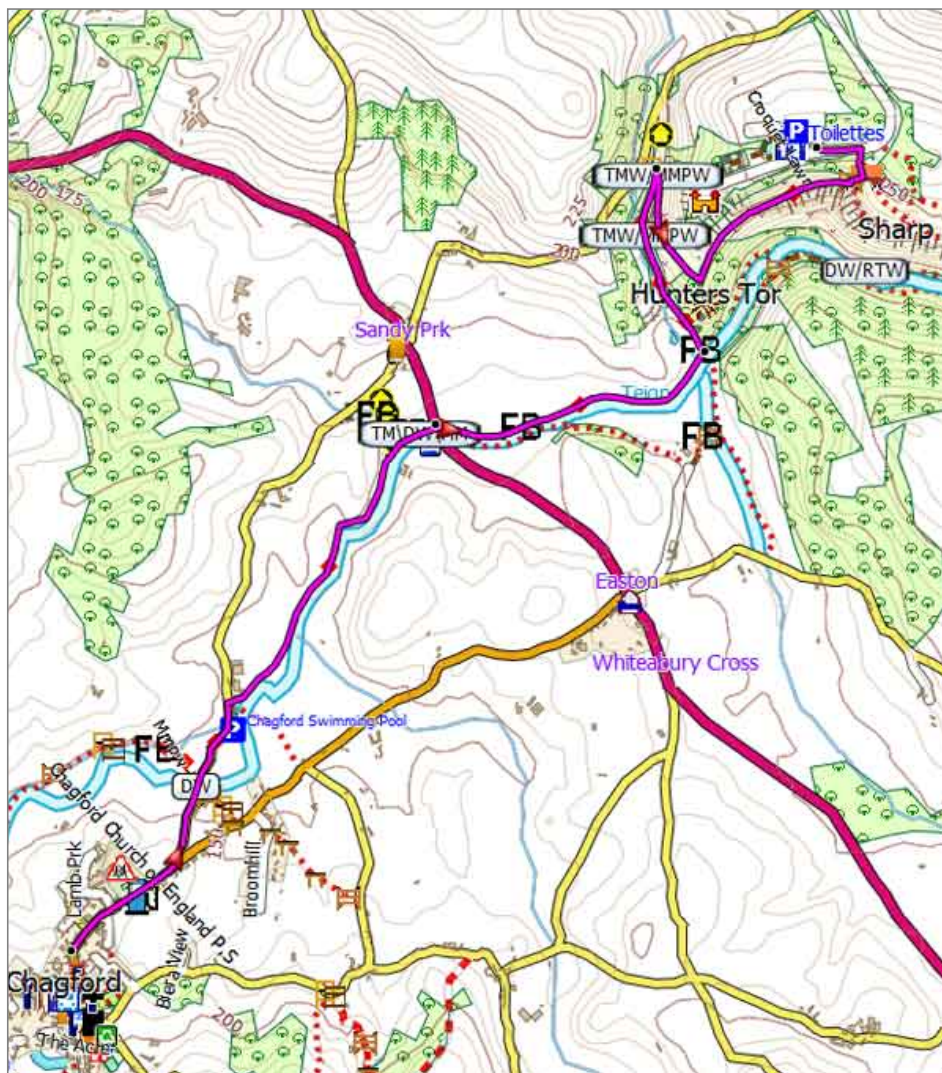 P
Toilettes
Croquet Lawn
TMW/MMPW
TMW/MMPW
200
175
225
200
250
Sharp
DW/RTW
Hunters Tor
FB
Sandy Prk
Teign
FB
FB
TM\DW\MM
FB
Easton
Whiteabury Cross
P
Chagford Swimming Pool
DW
150
Chagford Church of England P.S
Lamb Prk
Broomhill
Chagford
200
The Acre